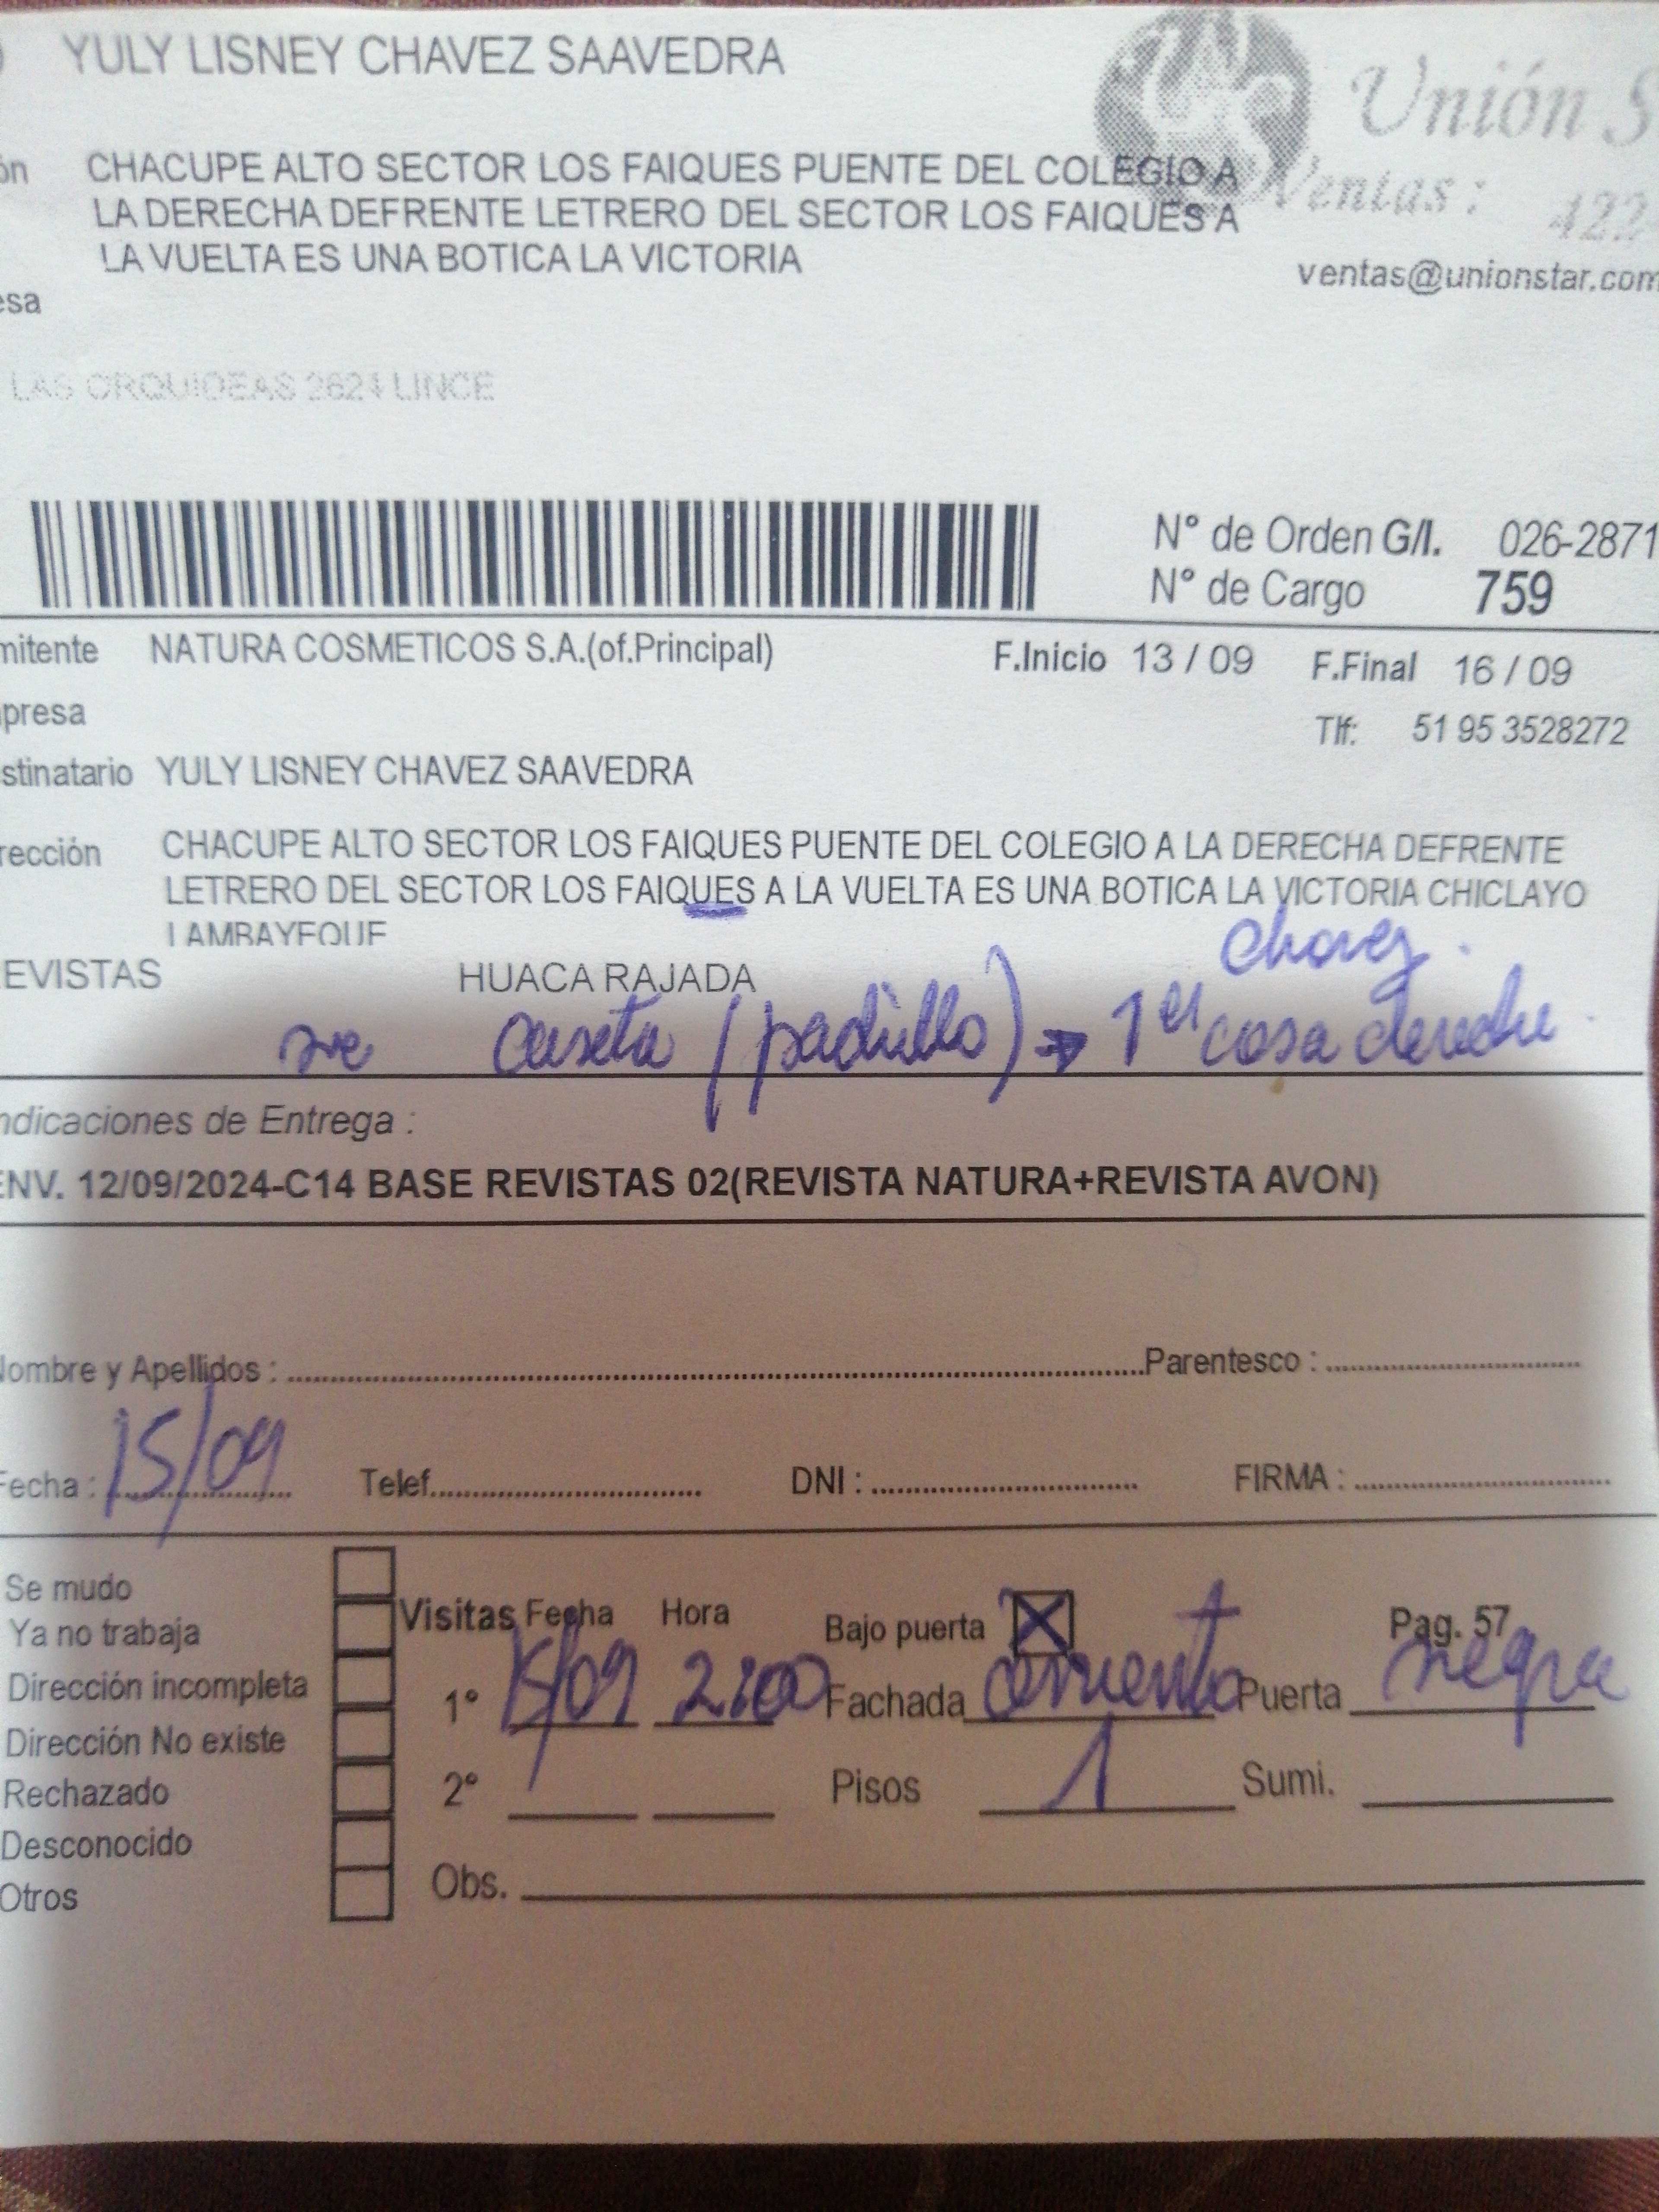 YULY LISNEY CHAVEZ SAAVEDRA
Unión S
ón CHACUPE ALTO SECTOR LOS FAIQUES PUENTE DEL COLEGIO A
LA DERECHA DEFRENTE LETRERO DEL SECTOR LOS FAIQUES A
LA VUELTA ES UNA BOTICA LA VICTORIA
Ventas : 422
ventas@unionstar.com
esa
LAS ORQUIDEAS 2621 LINCE
N° de Orden G/I. 026-2871
N° de Cargo 759
mitente NATURA COSMETICOS S.A.(of.Principal) F.Inicio 13 / 09 F.Final 16 / 09
presa
Tlf: 51 95 3528272
stinatario YULY LISNEY CHAVEZ SAAVEDRA
rección CHACUPE ALTO SECTOR LOS FAIQUES PUENTE DEL COLEGIO A LA DERECHA DEFRENTE
LETRERO DEL SECTOR LOS FAIQUES A LA VUELTA ES UNA BOTICA LA VICTORIA CHICLAYO
LAMBAYEQUE
EVISTAS HUACA RAJADA
Chavez.
caseta (padillo) → 1er casa
ndicaciones de Entrega :
ENV. 12/09/2024-C14 BASE REVISTAS 02(REVISTA NATURA+REVISTA AVON)
Nombre y Apellidos : Parentesco :
Fecha : 15/09 Telef. DNI : FIRMA :
Se mudo
Ya no trabaja
Dirección incompleta
Dirección No existe
Rechazado
Desconocido
Otros
Visitas Fecha Hora Bajo puerta X Pag. 57
1° 15/09 2:00 Fachada cemento Puerta negra
2° Pisos 1 Sumi.
Obs.